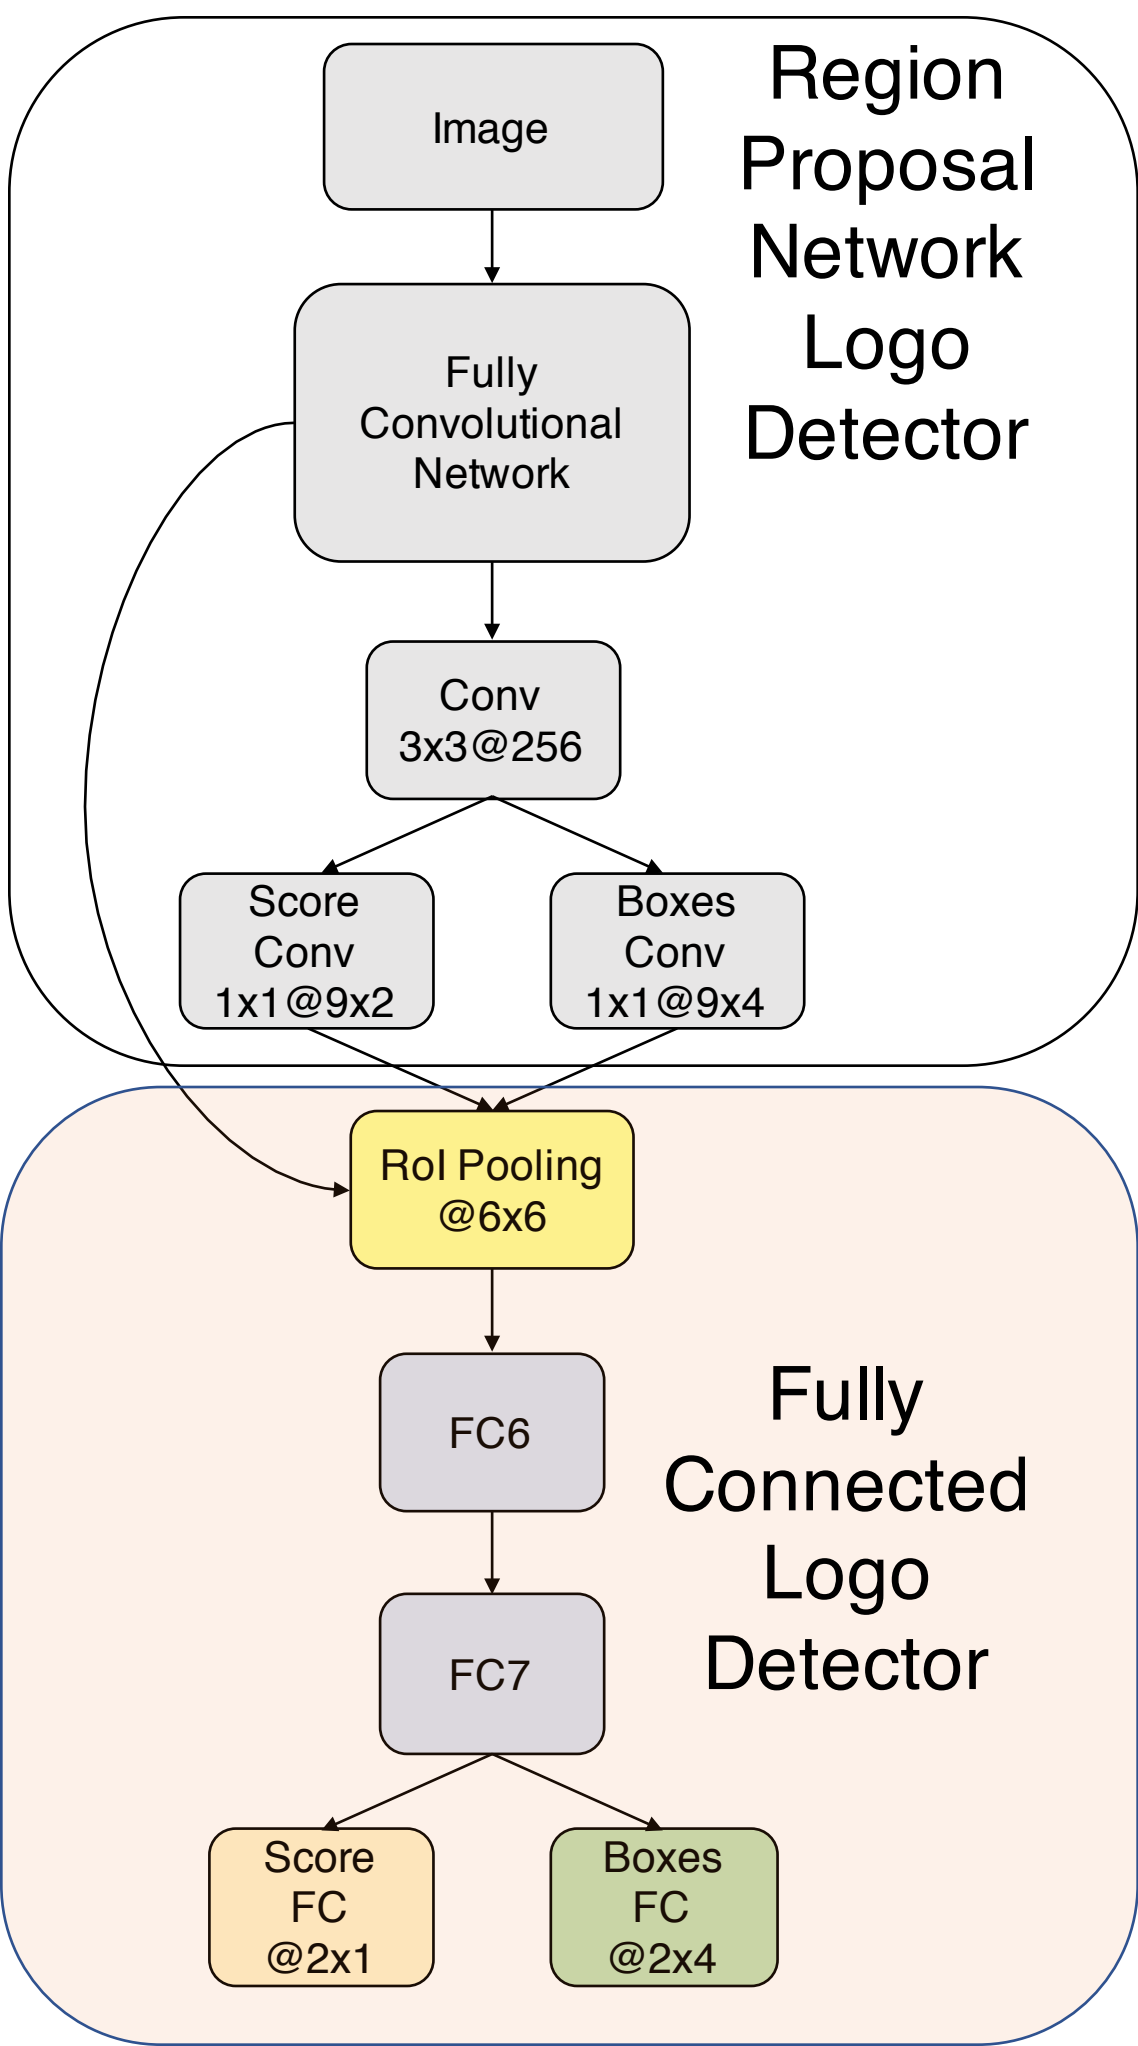 Image
Region
Proposal
Network
Logo
Detector
Fully
Convolutional
Network
Conv
3x3@256
Score
Conv
1x1@9x2
Boxes
Conv
1x1@9x4
RoI Pooling
@6x6
FC6
Fully
Connected
Logo
Detector
FC7
Score
FC
@2x1
Boxes
FC
@2x4